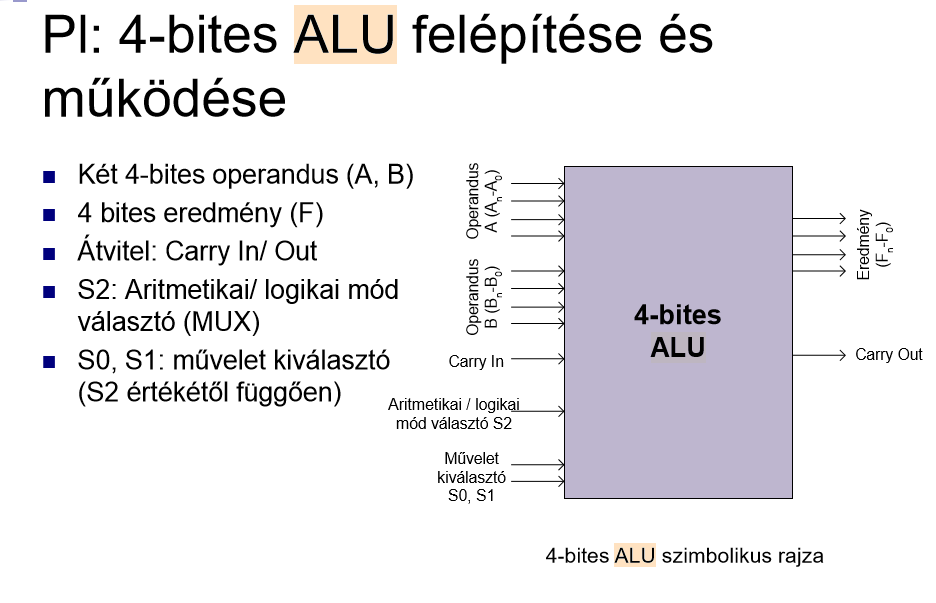 Pl: 4-bites ALU felépítése és
működése
Két 4-bites operandus (A, B)
4 bites eredmény (F)
Átvitel: Carry In/ Out
S2: Aritmetikai/ logikai mód
választó (MUX)
S0, S1: művelet kiválasztó
(S2 értékétől függően)
Operandus
A (An-A0)
Operandus
B (Bn-B0)
Carry In
Aritmetikai / logikai
mód választó S2
Művelet
kiválasztó
S0, S1
4-bites
ALU
Eredmény
(Fn-F0)
Carry Out
4-bites ALU szimbolikus rajza